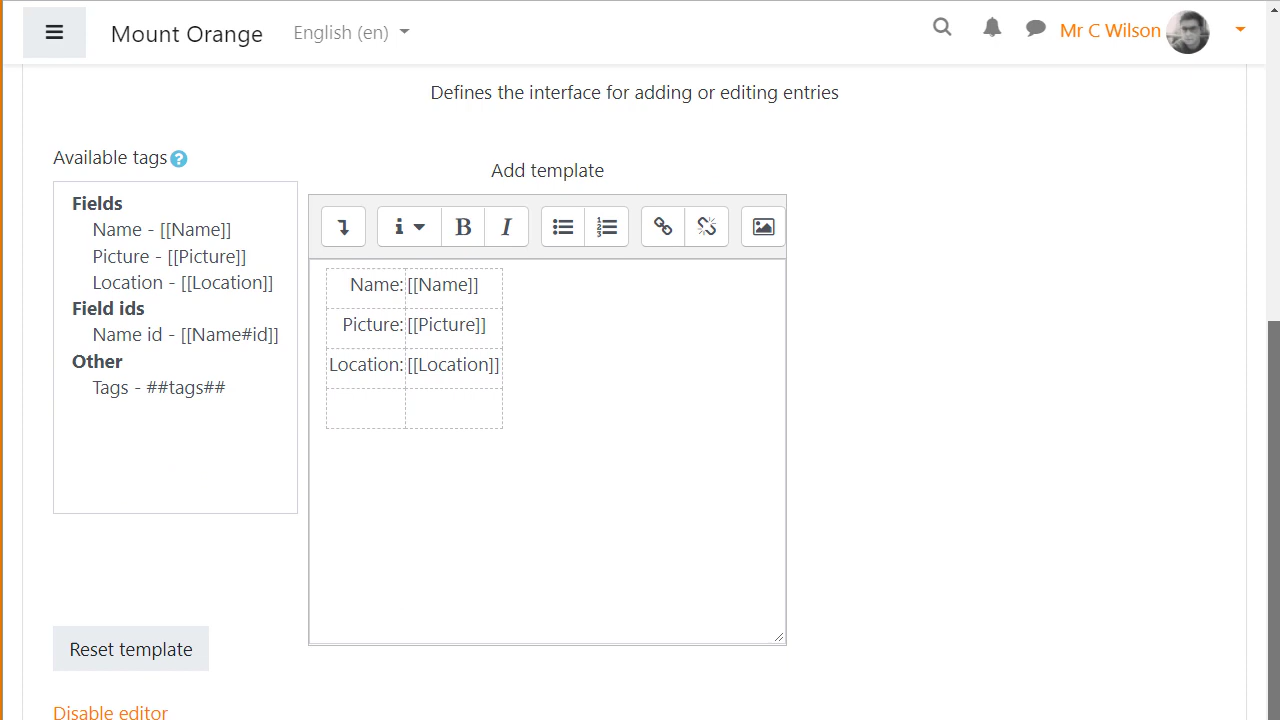 Mount Orange English (en) Mr C Wilson
Defines the interface for adding or editing entries
Available tags
Add template
Fields
Name - [[Name]]
Picture - [[Picture]]
Location - [[Location]]
Field ids
Name id - [[Name#id]]
Other
Tags - ##tags##
B I
Name: [[Name]]
Picture: [[Picture]]
Location: [[Location]]
Reset template
Disable editor